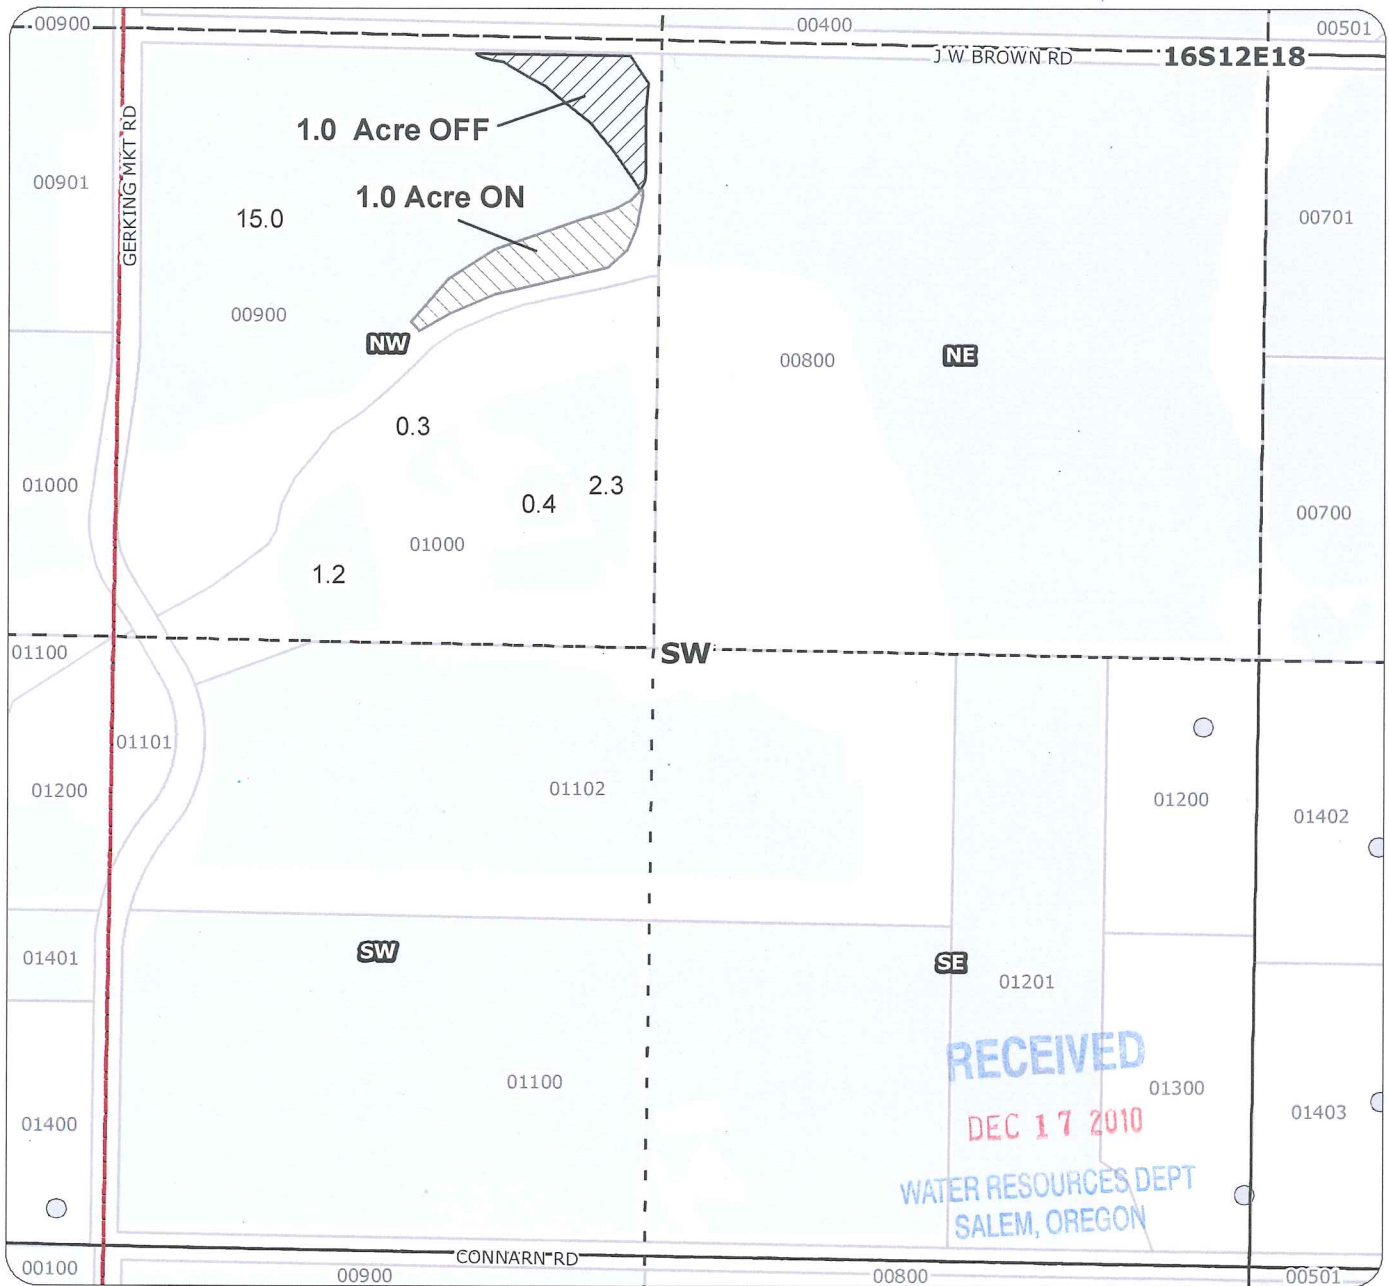 00900
00400
00501
J W BROWN RD
16S12E18
GERKING MKT RD
1.0 Acre OFF
00901
1.0 Acre ON
15.0
00701
00900
NW
00800
NE
0.3
01000
2.3
0.4
00700
01000
1.2
01100
SW
01101
01200
01102
01200
01402
SW
SE
01401
01201
RECEIVED
01100
01300
01403
DEC 17 2010
01400
WATER RESOURCES DEPT
SALEM, OREGON
CONNARN RD
00100
00900
00800
00501